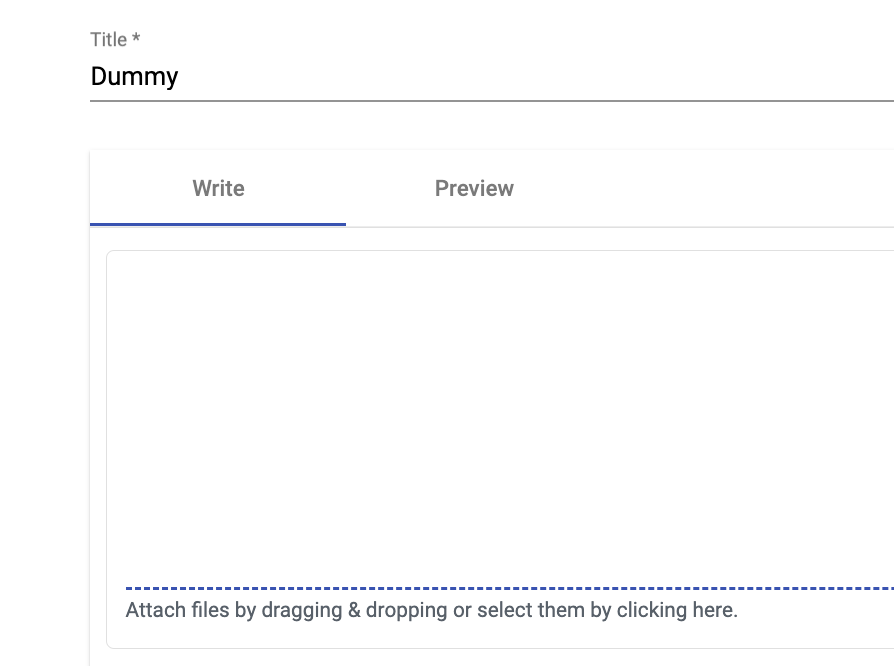 Title *
Dummy
Write Preview
Attach files by dragging & dropping or select them by clicking here.